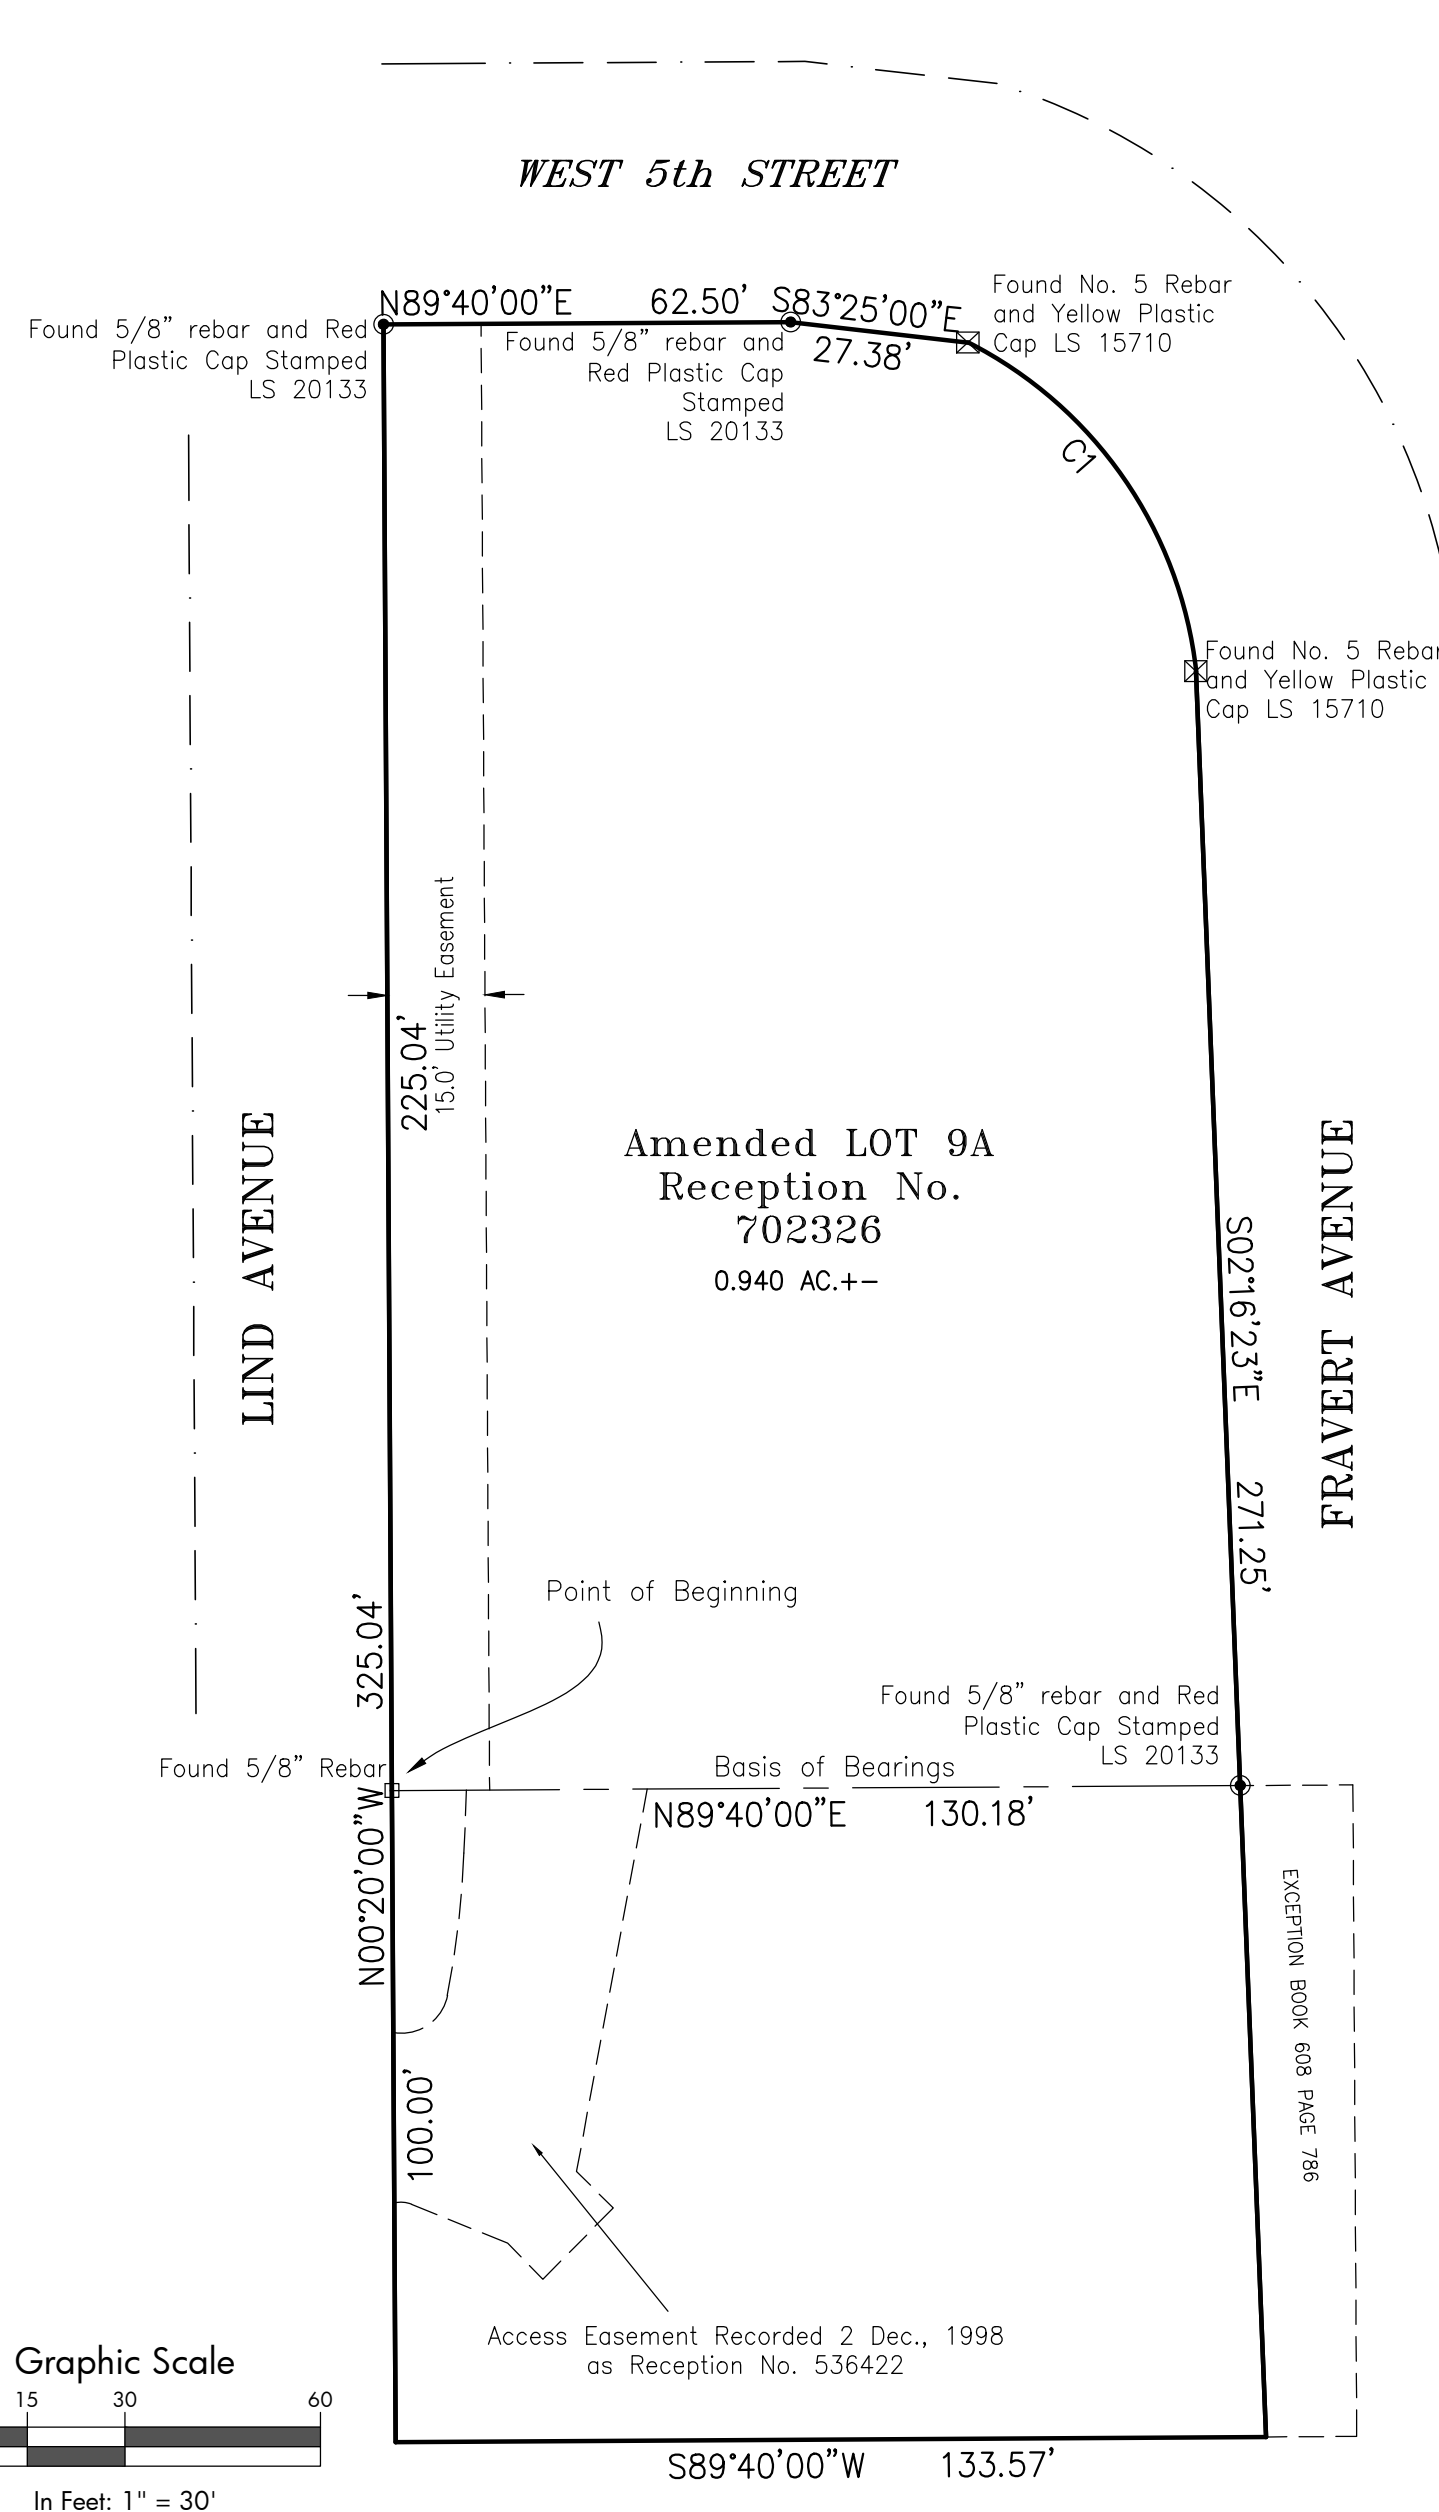 WEST 5th STREET
N89°40'00"E 62.50'
S83°25'00"E
27.38'
Found No. 5 Rebar
and Yellow Plastic
Cap LS 15710
Found 5/8" rebar and Red
Plastic Cap Stamped
LS 20133
Found 5/8" rebar and
Red Plastic Cap
Stamped
LS 20133
C1
Found No. 5 Rebar
and Yellow Plastic
Cap LS 15710
225.04'
15.0' Utility Easement
LIND AVENUE
Amended LOT 9A
Reception No.
702326
0.940 AC.+-
FRAVERT AVENUE
S02°16'23"E 271.25'
Point of Beginning
N00°20'00"W 325.04'
Found 5/8" rebar and Red
Plastic Cap Stamped
LS 20133
Found 5/8" Rebar
Basis of Bearings
N89°40'00"E 130.18'
EXCEPTION BOOK 608 PAGE 786
100.00'
Access Easement Recorded 2 Dec., 1998
as Reception No. 536422
Graphic Scale
15 30 60
In Feet: 1" = 30'
S89°40'00"W 133.57'